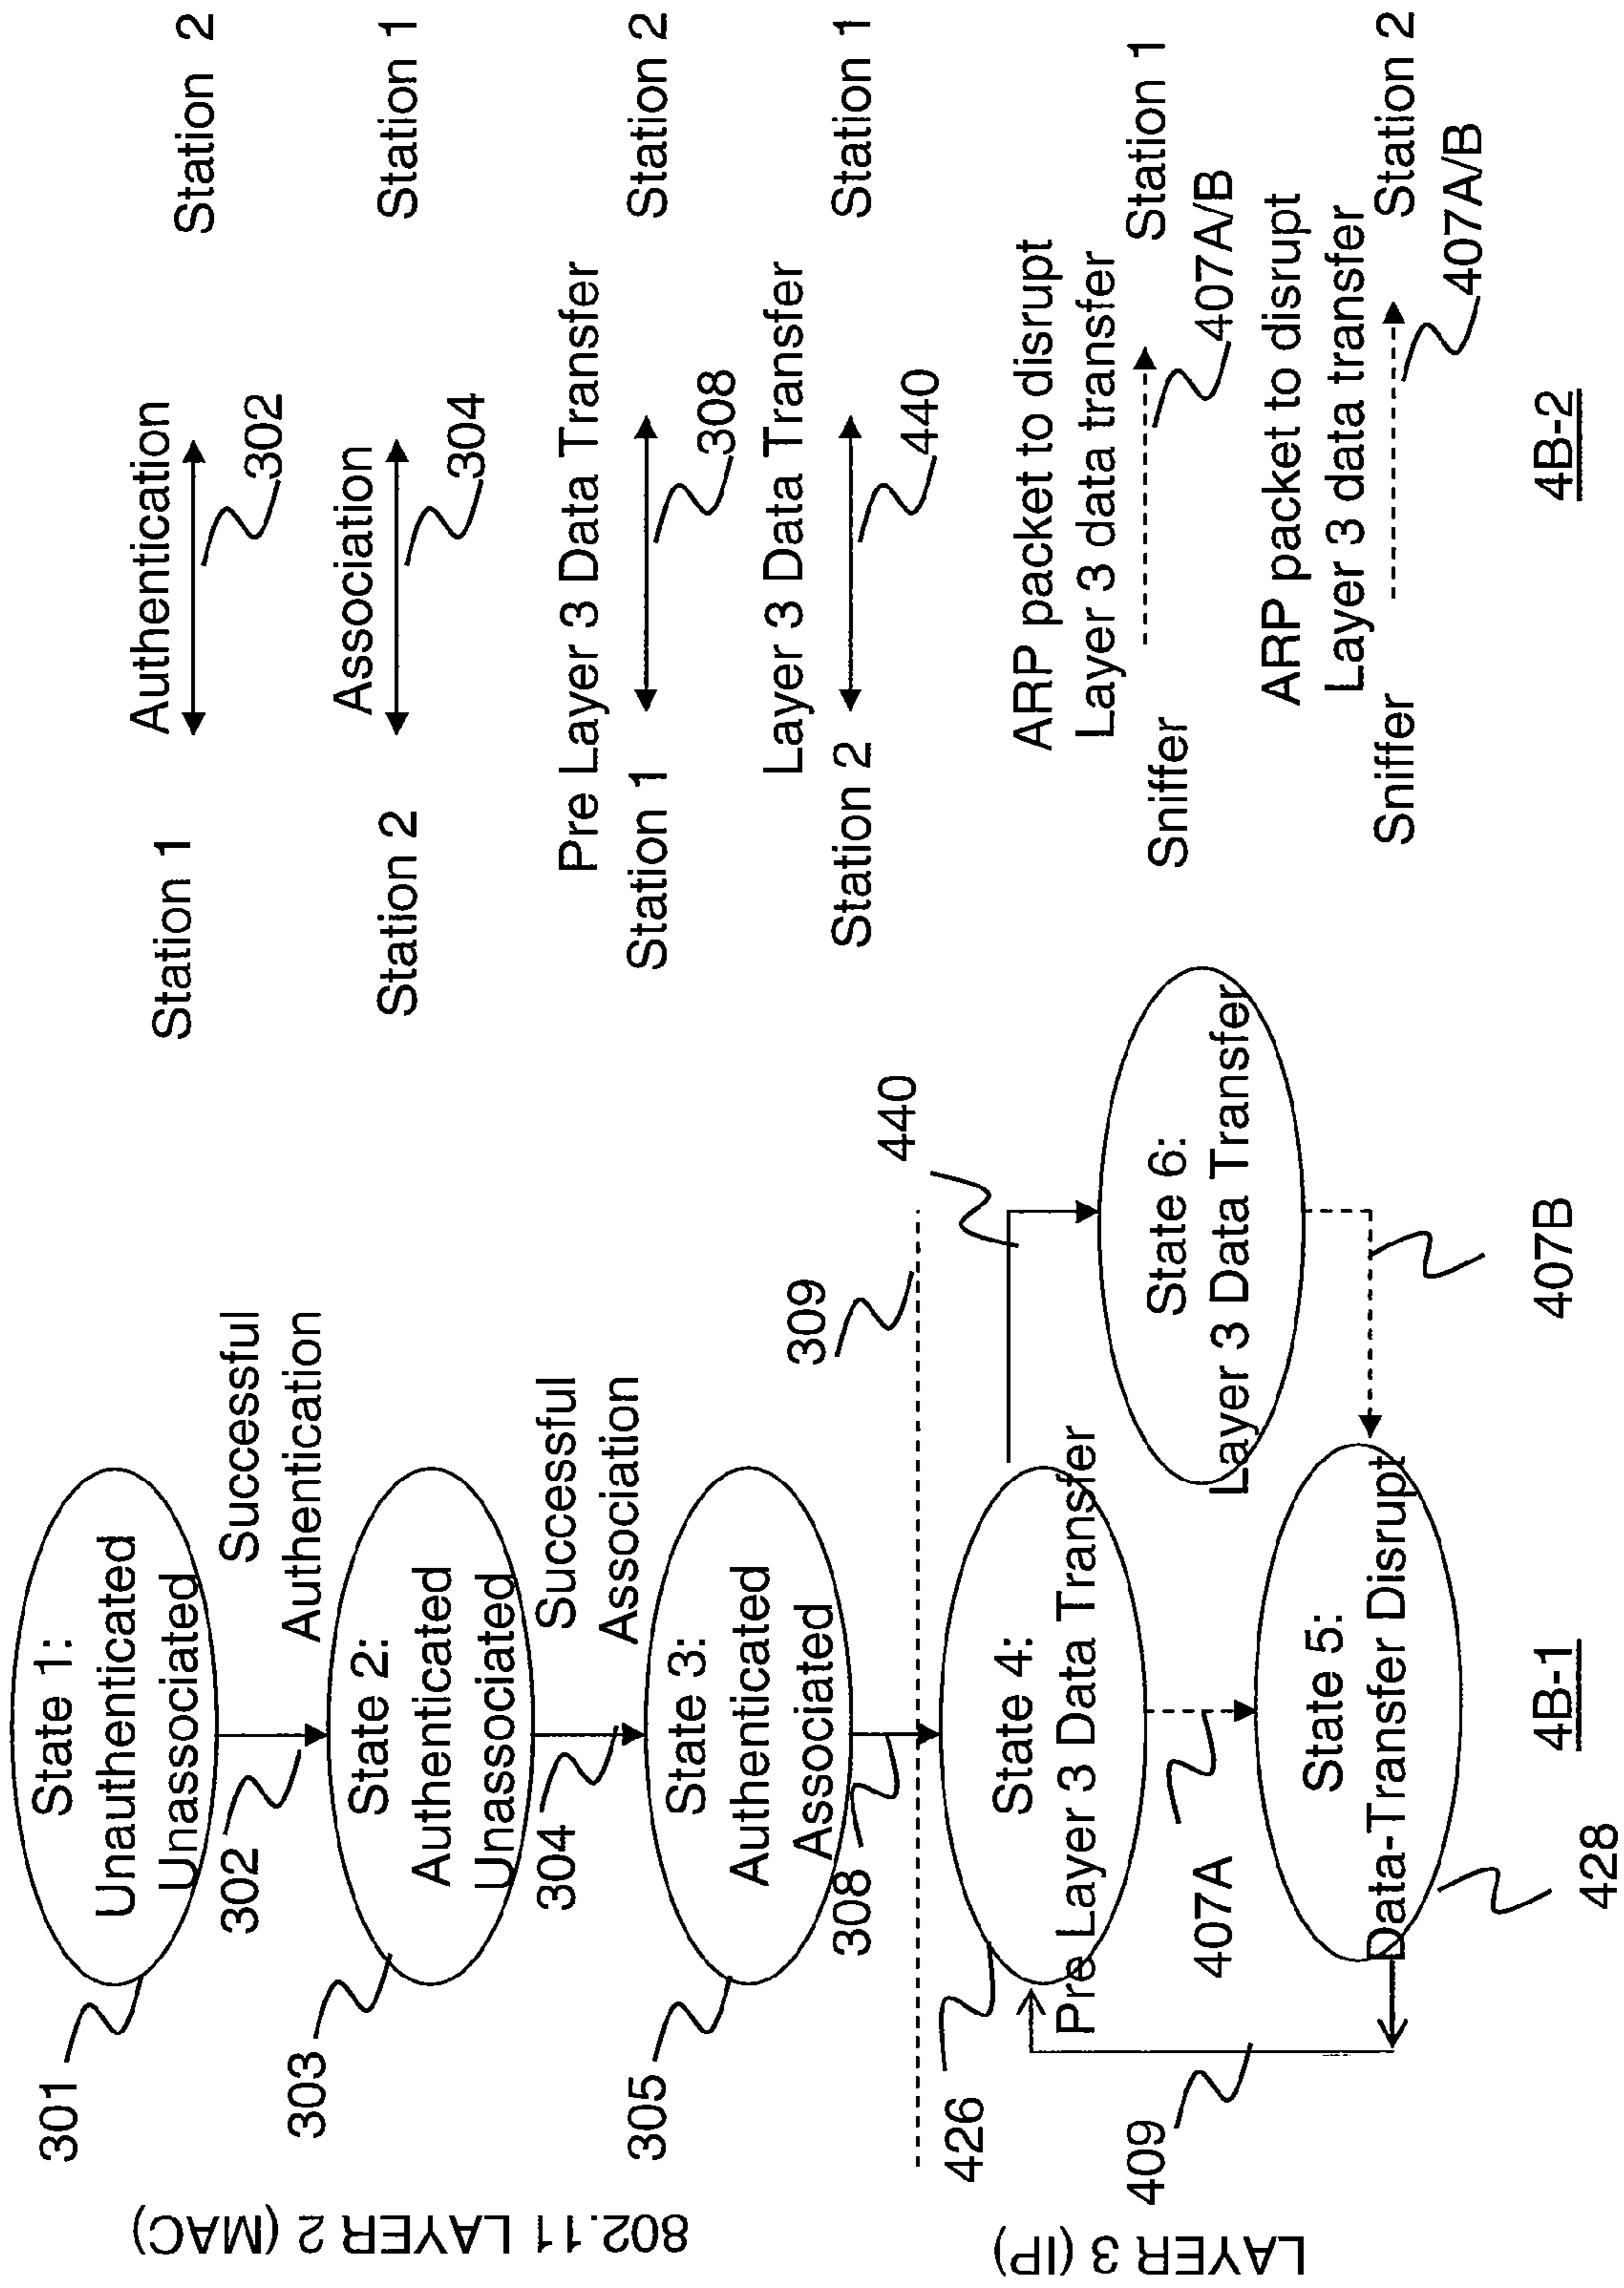 802.11 LAYER 2 (MAC)
LAYER 3 (IP)
301
State 1:
Unauthenticated
Unassociated
302
Successful
Authentication
303
State 2:
Authenticated
Unassociated
304
Successful
Association
305
State 3:
Authenticated
Associated
308
309
426
State 4:
Pre Layer 3 Data Transfer
440
State 6:
Layer 3 Data Transfer
407A
409
State 5:
Data-Transfer Disrupt
407B
428
4B-1
Station 1
Authentication
Station 2
302
Station 2
Association
Station 1
304
Pre Layer 3 Data Transfer
Station 1
Station 2
308
Layer 3 Data Transfer
Station 2
Station 1
440
ARP packet to disrupt
Layer 3 data transfer
Sniffer
Station 1
407A/B
ARP packet to disrupt
Layer 3 data transfer
Sniffer
Station 2
407A/B
4B-2